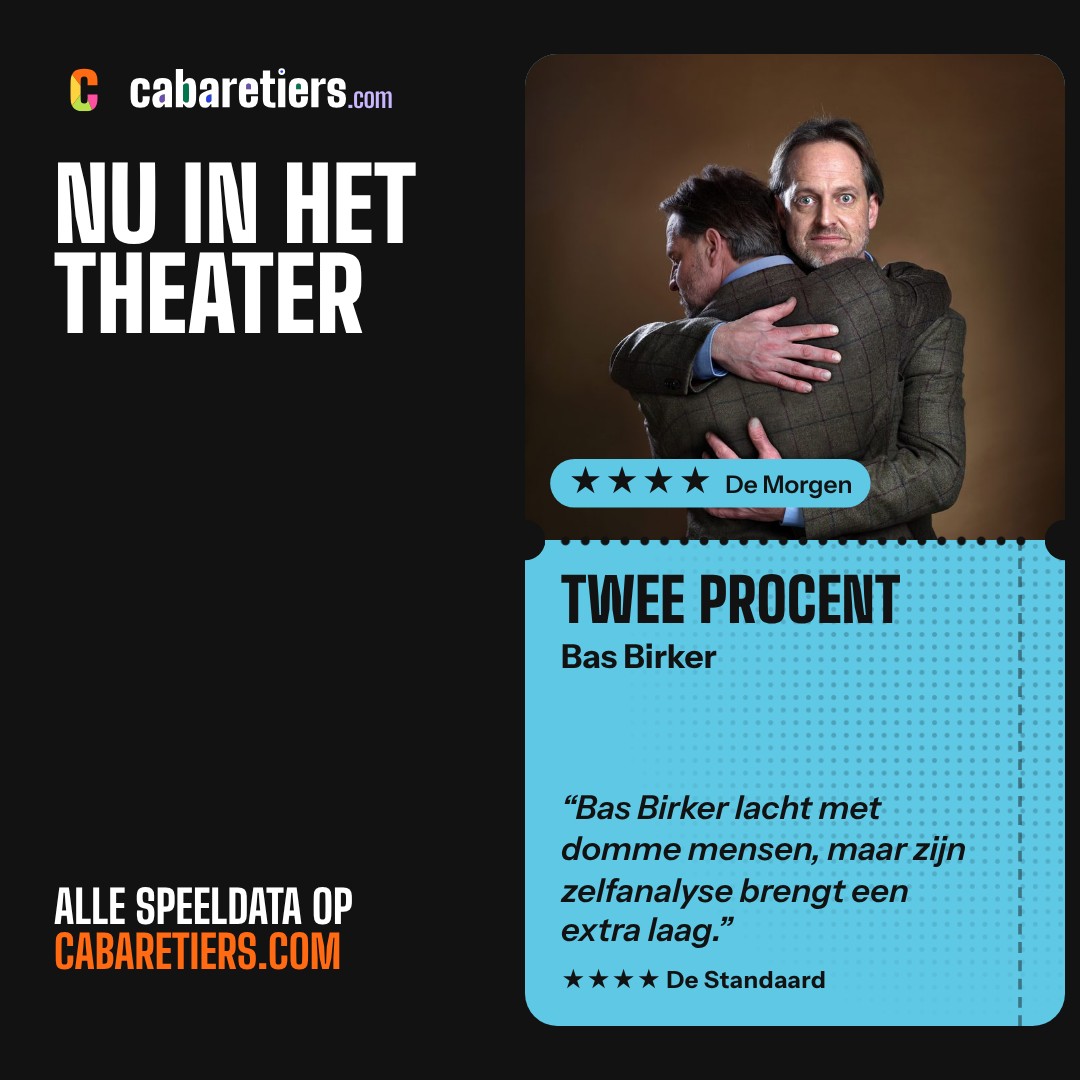 cabaretiers.com
NU IN HET
THEATER
★★★★ De Morgen
TWEE PROCENT
Bas Birker
“Bas Birker lacht met
domme mensen, maar zijn
zelfanalyse brengt een
extra laag.”
★★★★ De Standaard
ALLE SPEELDATA OP
CABARETIERS.COM